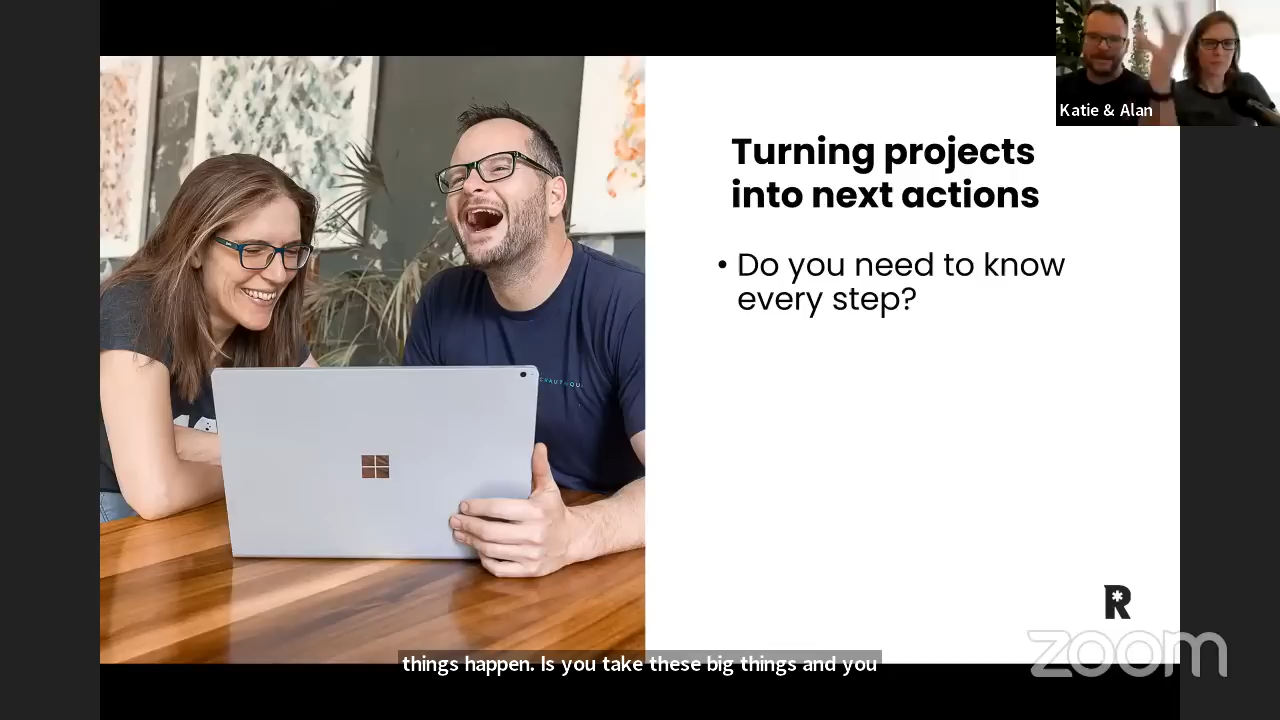 Katie & Alan
Turning projects
into next actions
• Do you need to know
every step?
R
zoom
things happen. Is you take these big things and you